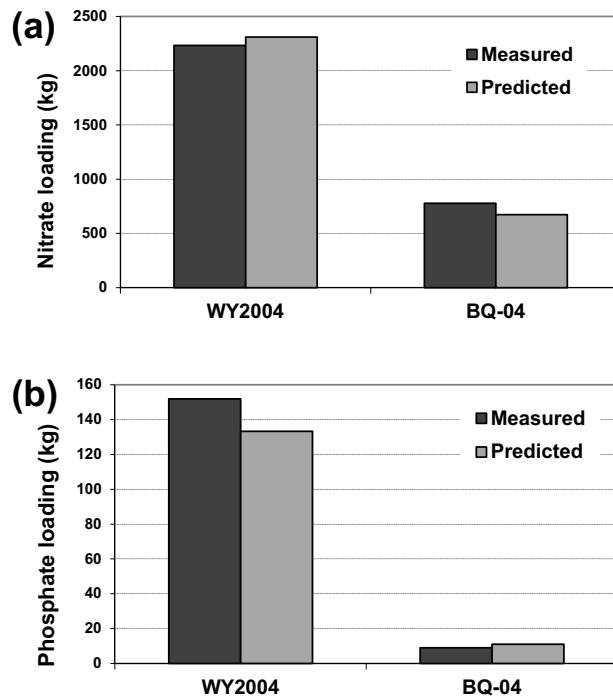 (a)
Nitrate loading (kg)
2500
2000
1500
1000
500
0
Measured
Predicted
WY2004 BQ-04
(b)
Phosphate loading (kg)
160
140
120
100
80
60
40
20
0
Measured
Predicted
WY2004 BQ-04